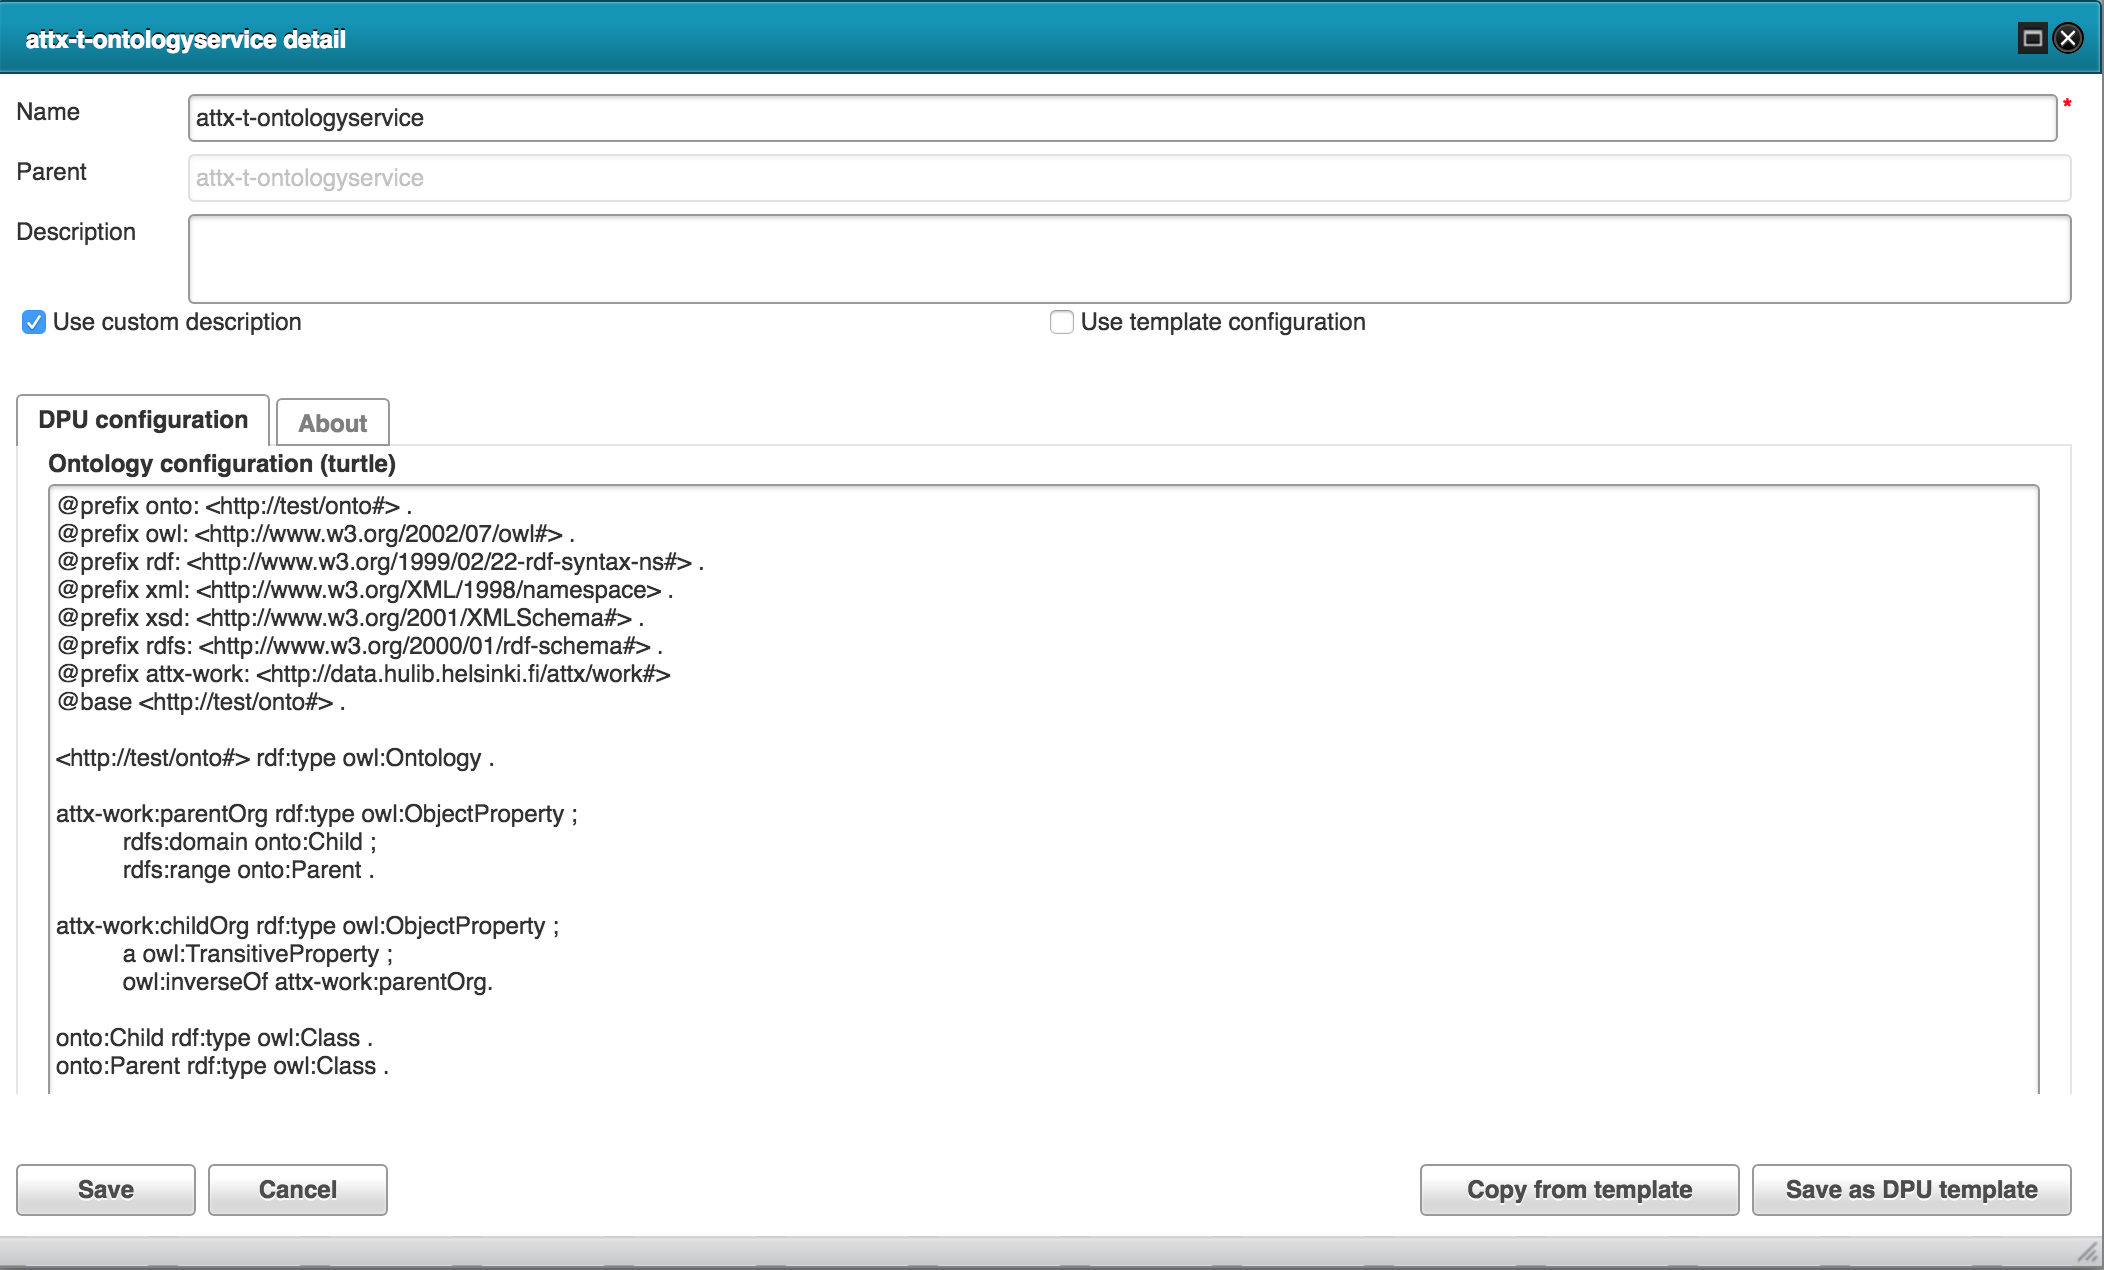 attx-t-ontologyservice detail
Name
attx-t-ontologyservice
*
Parent
attx-t-ontologyservice
Description
Use custom description
Use template configuration
DPU configuration
About
Ontology configuration (turtle)
@prefix onto: <http://test/onto#> .
@prefix owl: <http://www.w3.org/2002/07/owl#> .
@prefix rdf: <http://www.w3.org/1999/02/22-rdf-syntax-ns#> .
@prefix xml: <http://www.w3.org/XML/1998/namespace> .
@prefix xsd: <http://www.w3.org/2001/XMLSchema#> .
@prefix rdfs: <http://www.w3.org/2000/01/rdf-schema#> .
@prefix attx-work: <http://data.hulib.helsinki.fi/attx/work#>
@base <http://test/onto#> .
<http://test/onto#> rdf:type owl:Ontology .
attx-work:parentOrg rdf:type owl:ObjectProperty ;
rdfs:domain onto:Child ;
rdfs:range onto:Parent .
attx-work:childOrg rdf:type owl:ObjectProperty ;
a owl:TransitiveProperty ;
owl:inverseOf attx-work:parentOrg.
onto:Child rdf:type owl:Class .
onto:Parent rdf:type owl:Class .
Save
Cancel
Copy from template
Save as DPU template